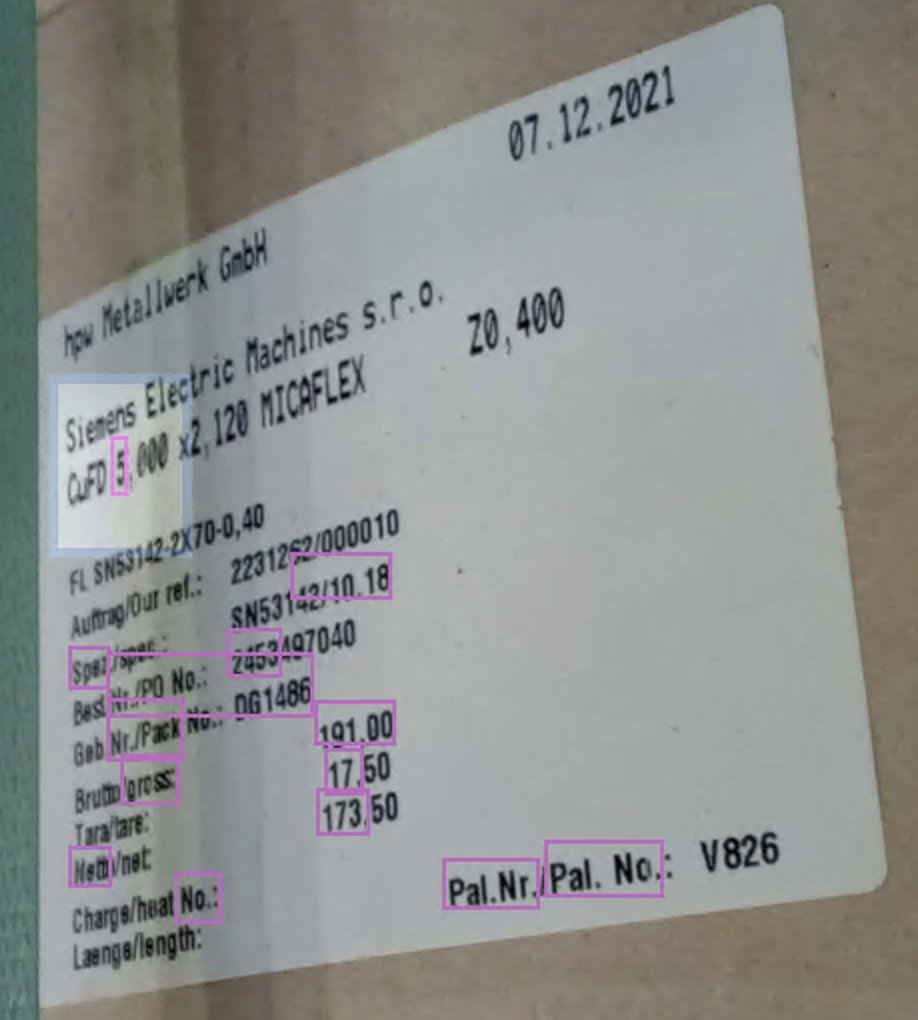 07.12.2021
hpw Metallwerk GmbH
Siemens Electric Machines s.r.o.
CuFD 5,000 x2,120 MICAFLEX Z0,400
FL SN53142-2X70-0,40
Auftrag/Our ref.: 2231262/000010
Spez./spec.: SN53142/10.18
Best.Nr./PO No.: 2453497040
Geb.Nr./Pack No.: DG1486
Brutto/gross: 191.00
Tara/tare: 17.50
Netto/net: 173.50
Charge/heat No.:
Laenge/length:
Pal.Nr./Pal. No.: V826